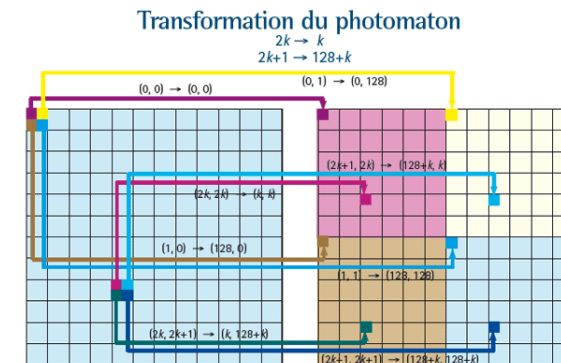 Transformation du photomaton
2k → k
2k+1 → 128+k
(0, 1) → (0, 128)
(0, 0) → (0, 0)
(2k+1, 2k) → (128+k, k)
(2k, 2k) → (k, k)
(1, 0) → (128, 0)
(1, 1) → (128, 128)
(2k, 2k+1) → (k, 128+k)
(2k+1, 2k+1) → (128+k, 128+k)